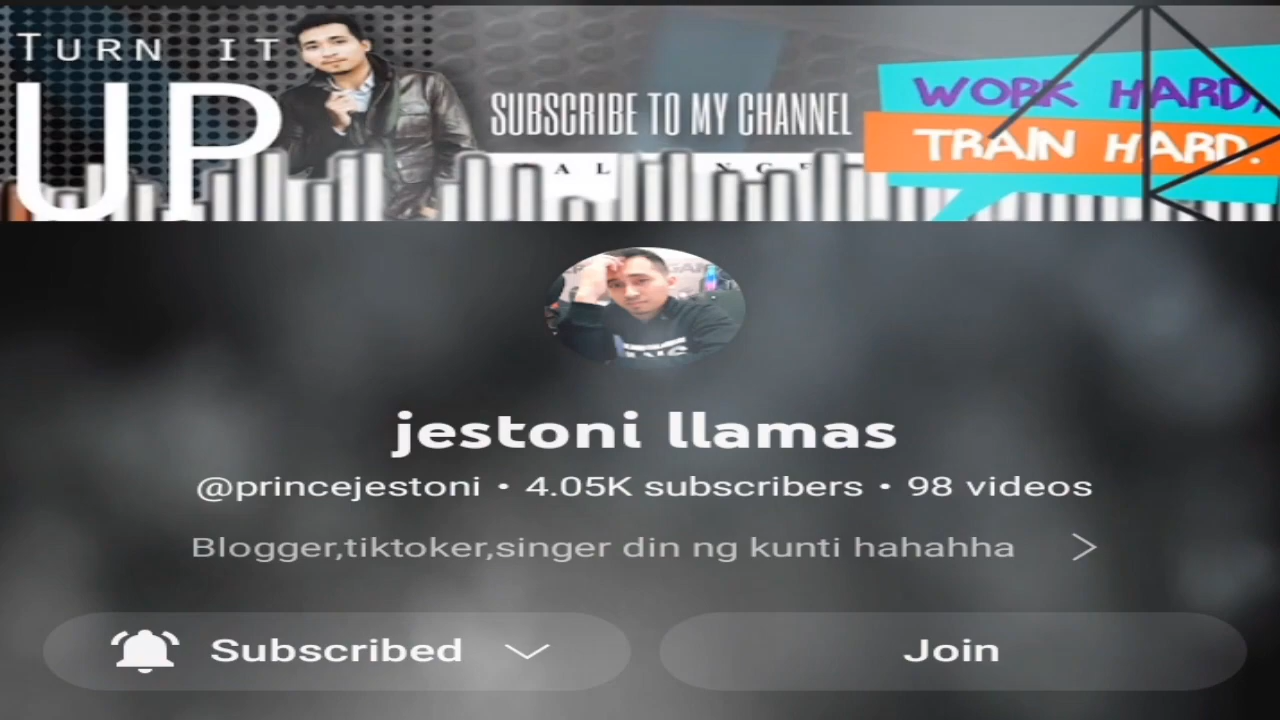 TURN IT
UP
SUBSCRIBE TO MY CHANNEL
WORK HARD,
TRAIN HARD.
jestoni llamas
@princejestoni • 4.05K subscribers • 98 videos
Blogger,tiktoker,singer din ng kunti hahahha
Subscribed
Join